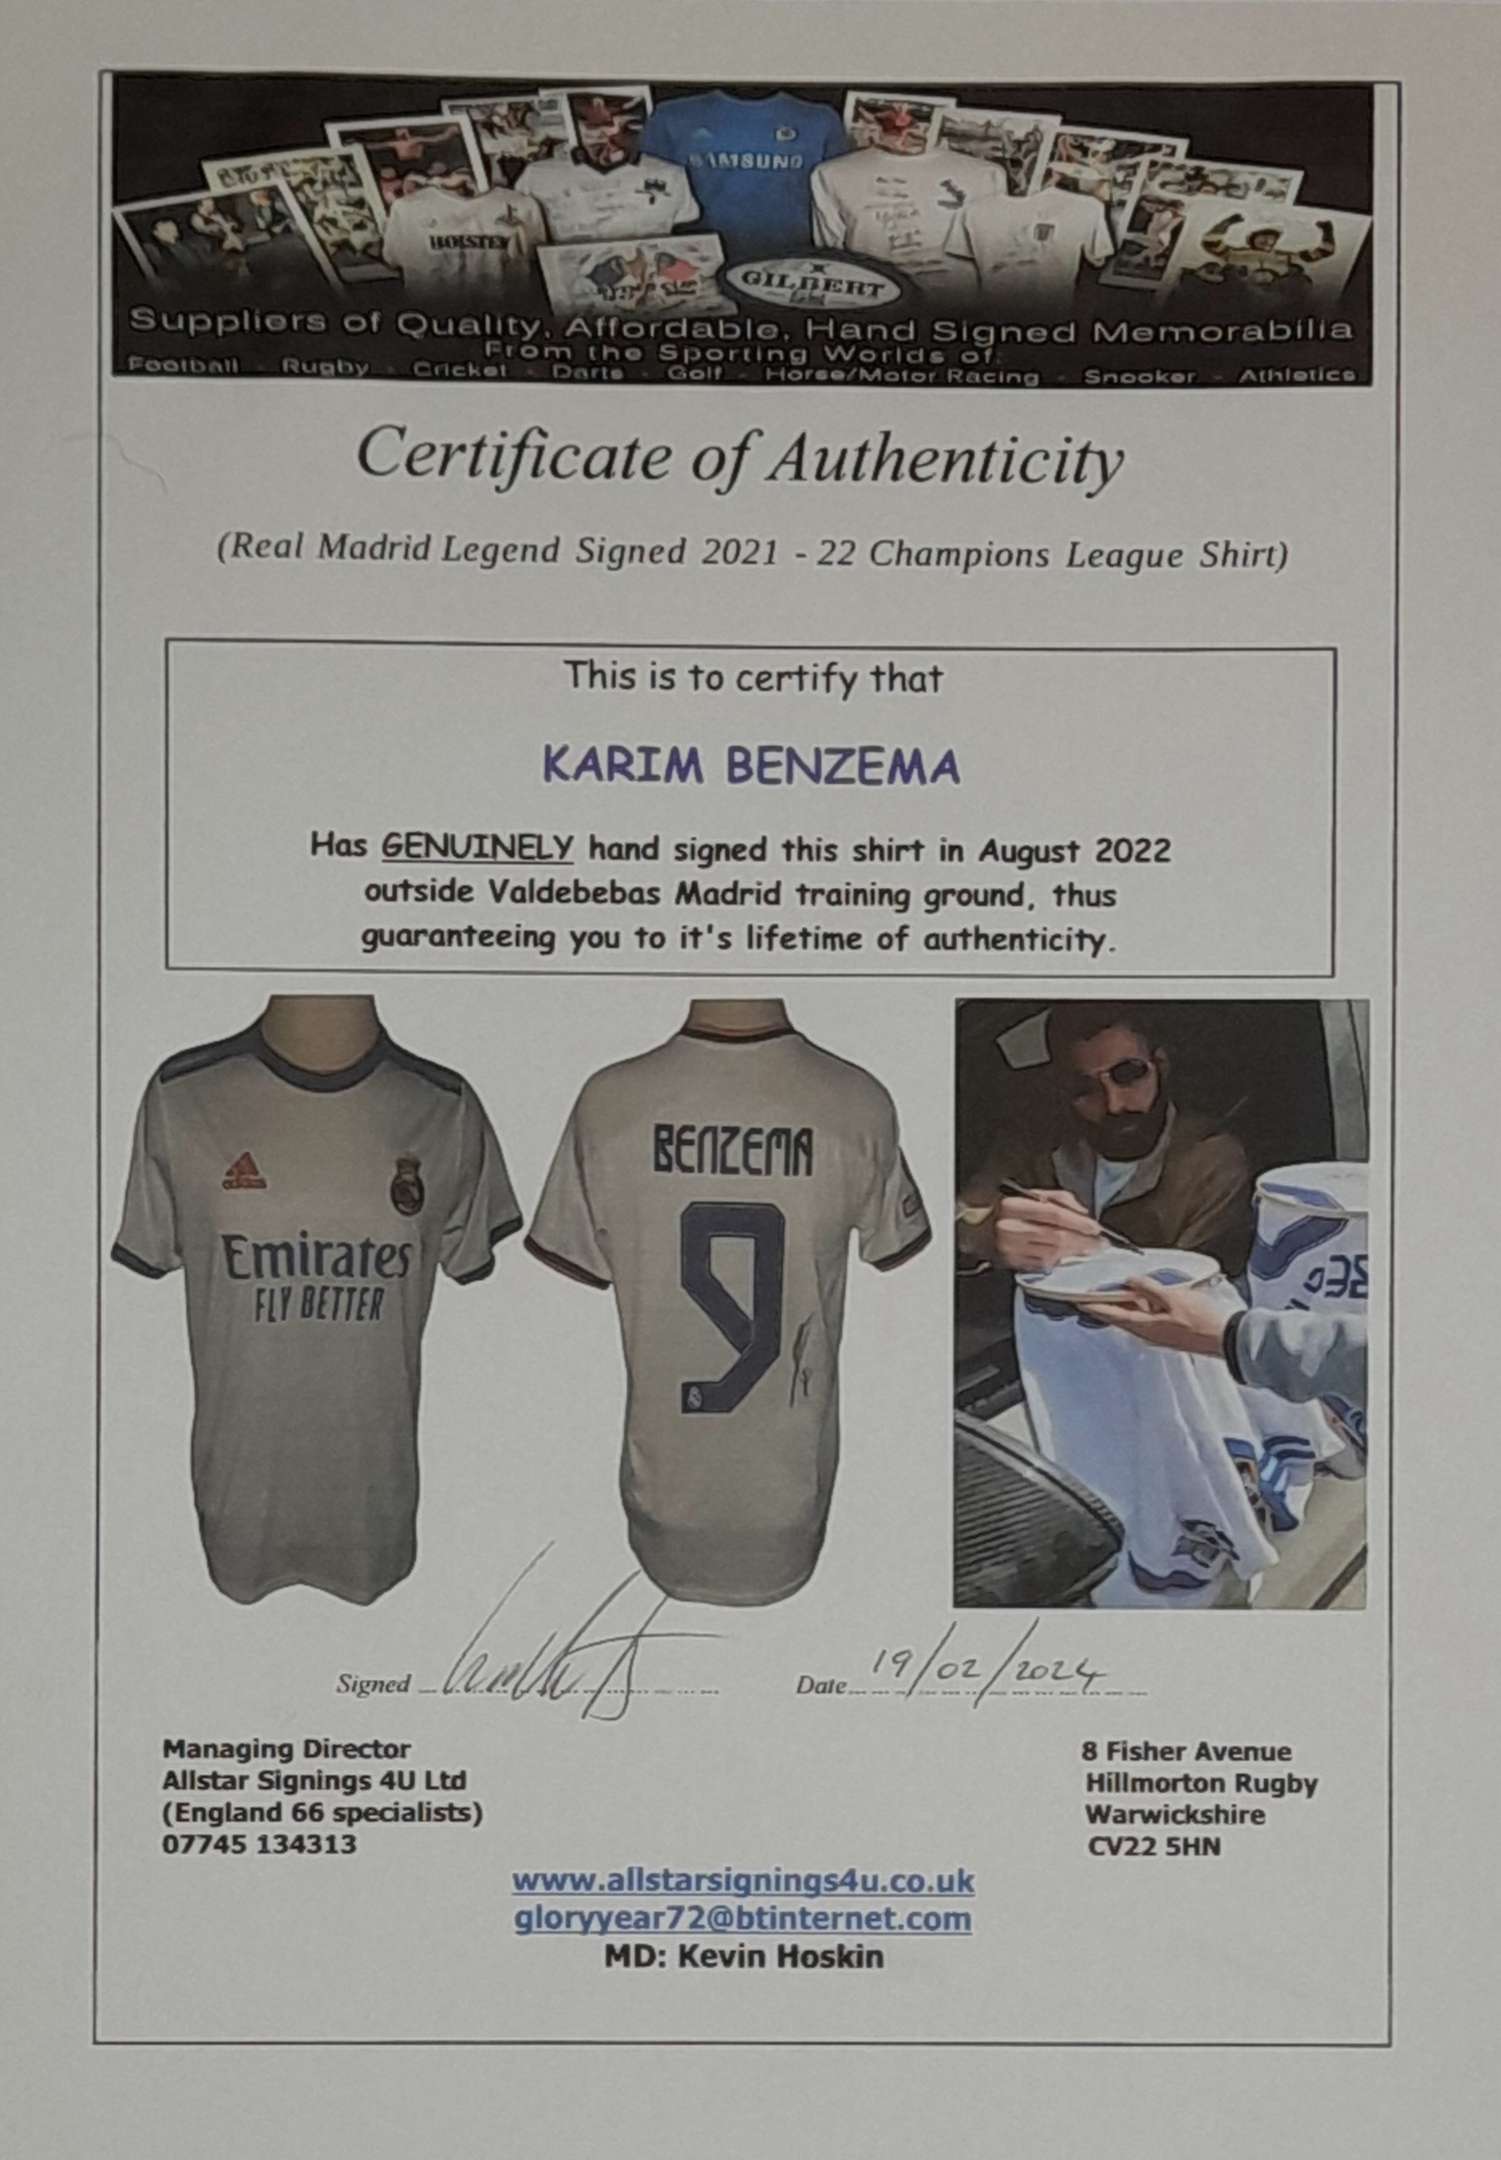 SAMSUNG
HOLSTEN
GILBERT
Suppliers of Quality, Affordable, Hand Signed Memorabilia
From the Sporting Worlds of:
Football - Rugby - Cricket - Darts - Golf - Horse/Motor Racing - Snooker - Athletics
Certificate of Authenticity
(Real Madrid Legend Signed 2021 - 22 Champions League Shirt)
This is to certify that
KARIM BENZEMA
Has GENUINELY hand signed this shirt in August 2022
outside Valdebebas Madrid training ground, thus
guaranteeing you to it's lifetime of authenticity.
adidas
Emirates
FLY BETTER
BENZEMA
9
Signed
Date 19/02/2024
Managing Director
Allstar Signings 4U Ltd
(England 66 specialists)
07745 134313
8 Fisher Avenue
Hillmorton Rugby
Warwickshire
CV22 5HN
www.allstarsignings4u.co.uk
gloryyear72@btinternet.com
MD: Kevin Hoskin